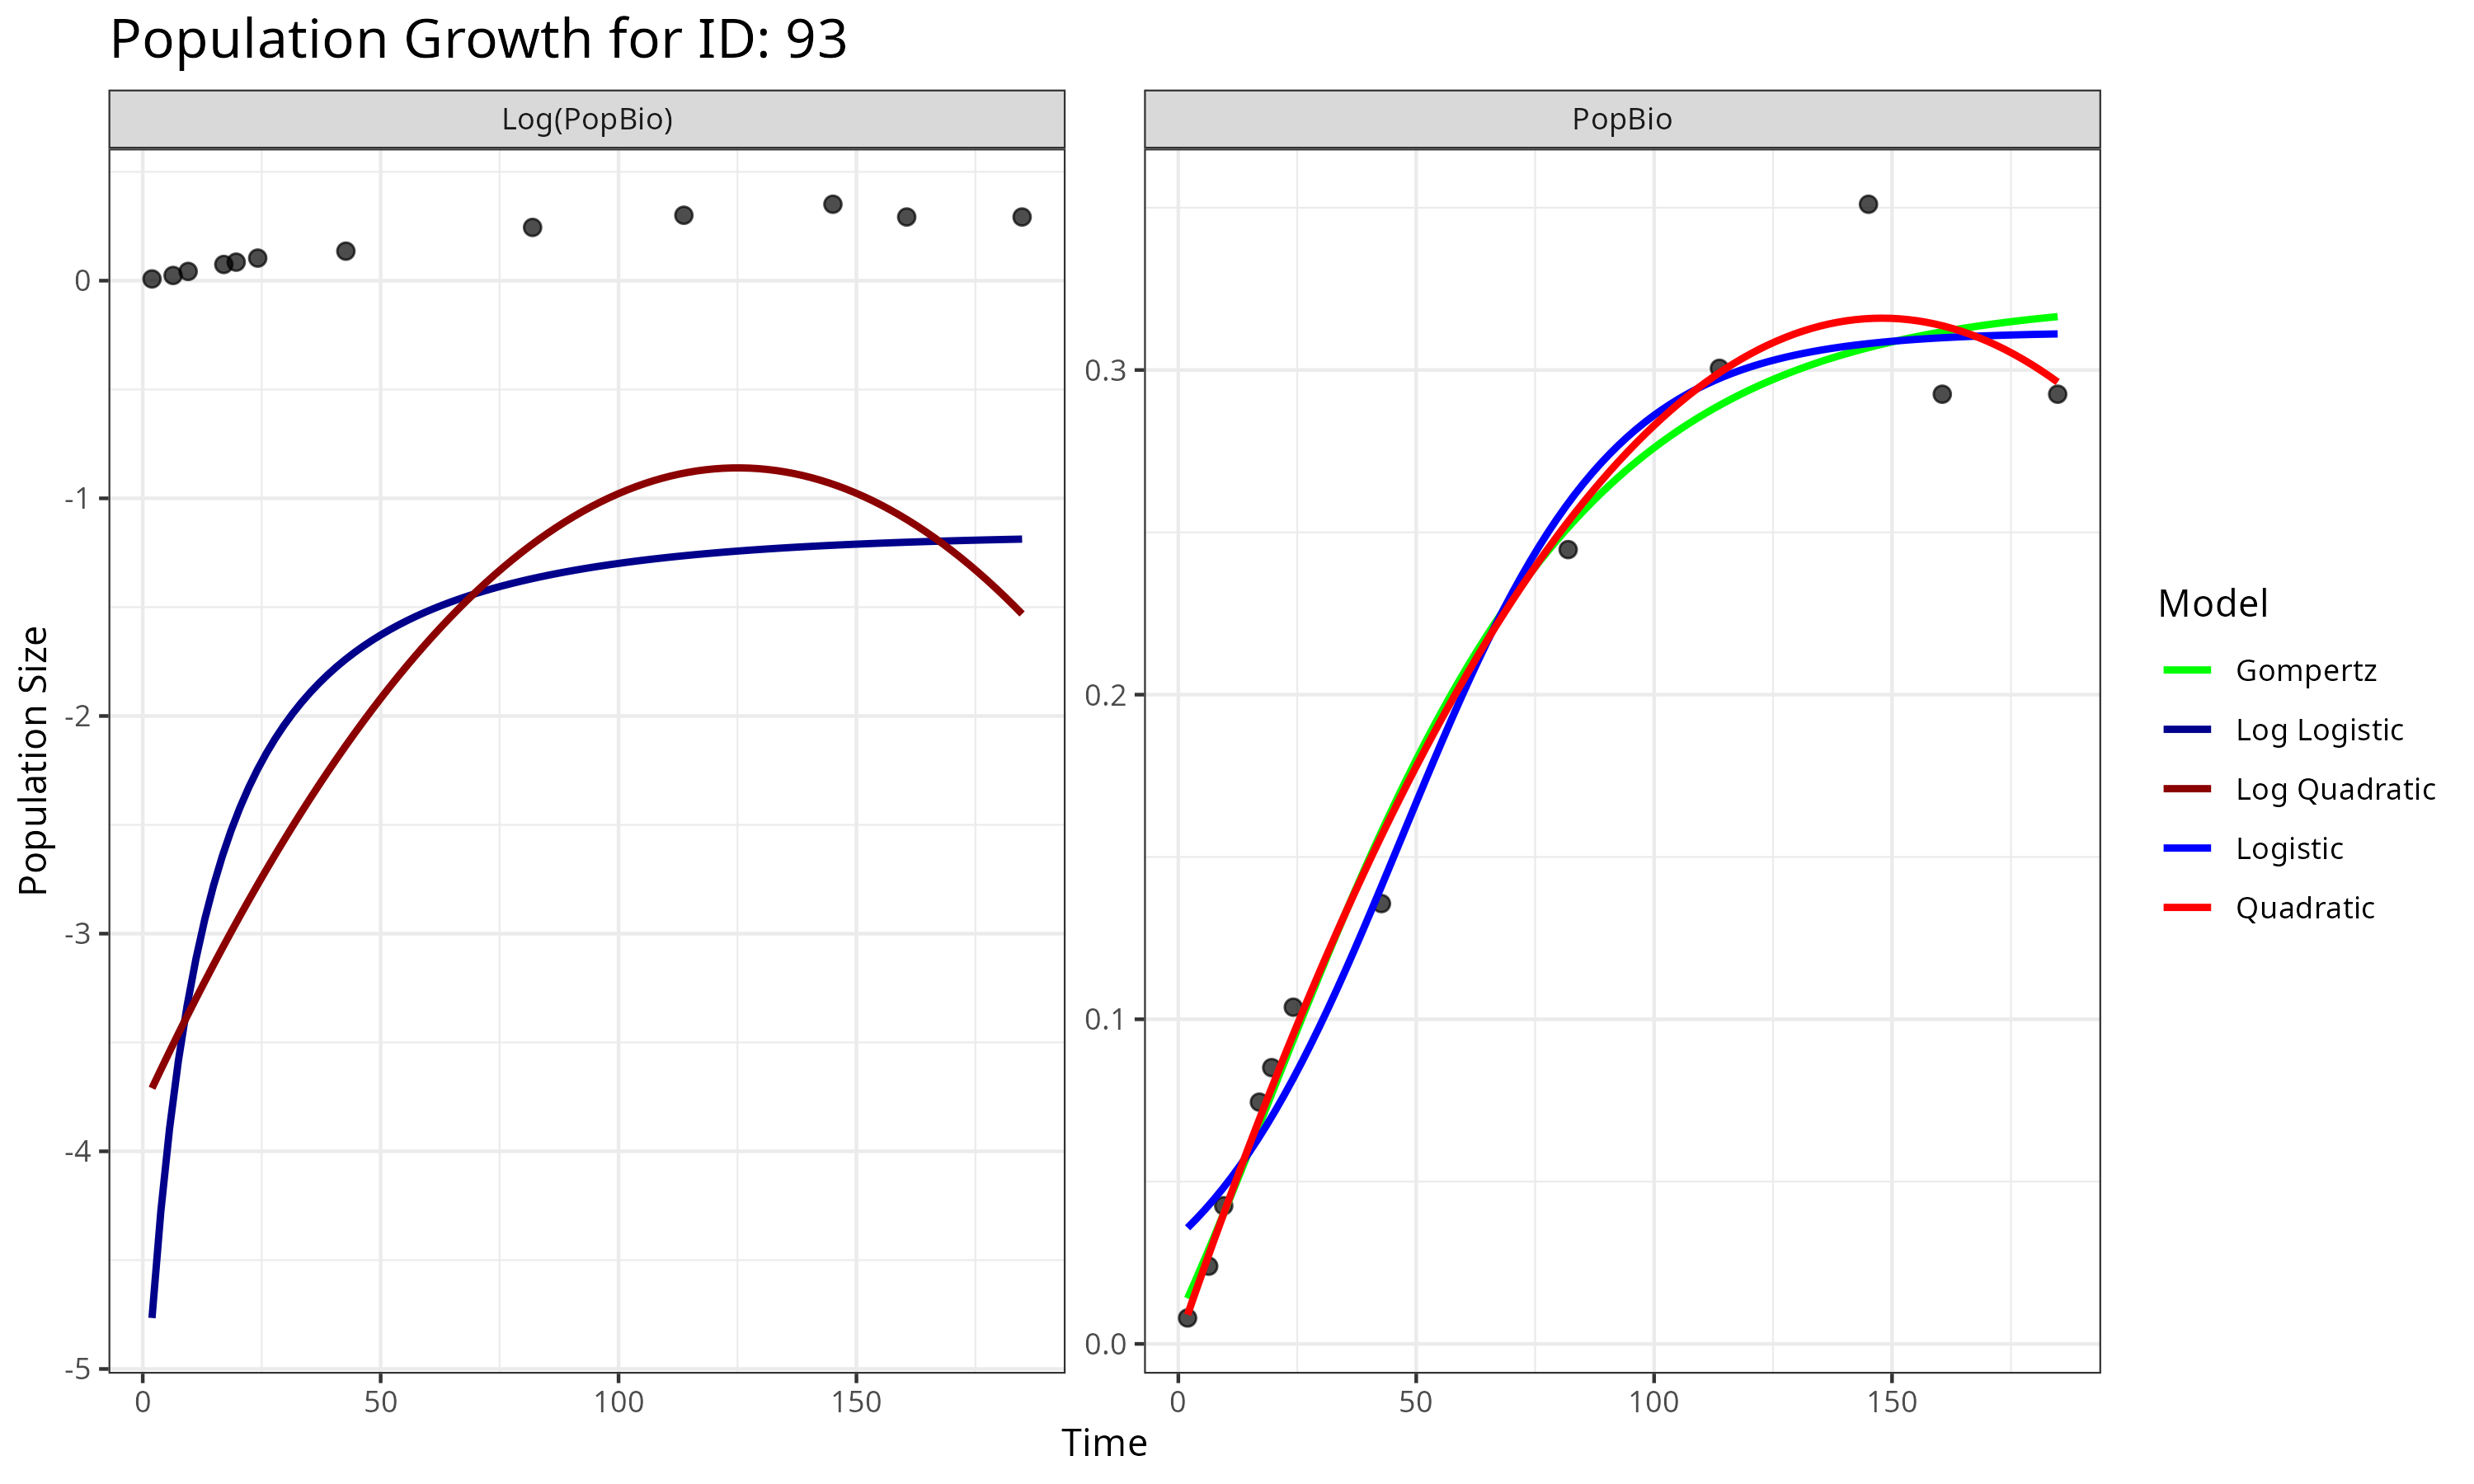 Population Growth for ID: 93
Log(PopBio)
PopBio
Population Size
0
-1
-2
-3
-4
-5
0 50 100 150
0.3
0.2
0.1
0.0
0 50 100 150
Time
Model
Gompertz
Log Logistic
Log Quadratic
Logistic
Quadratic